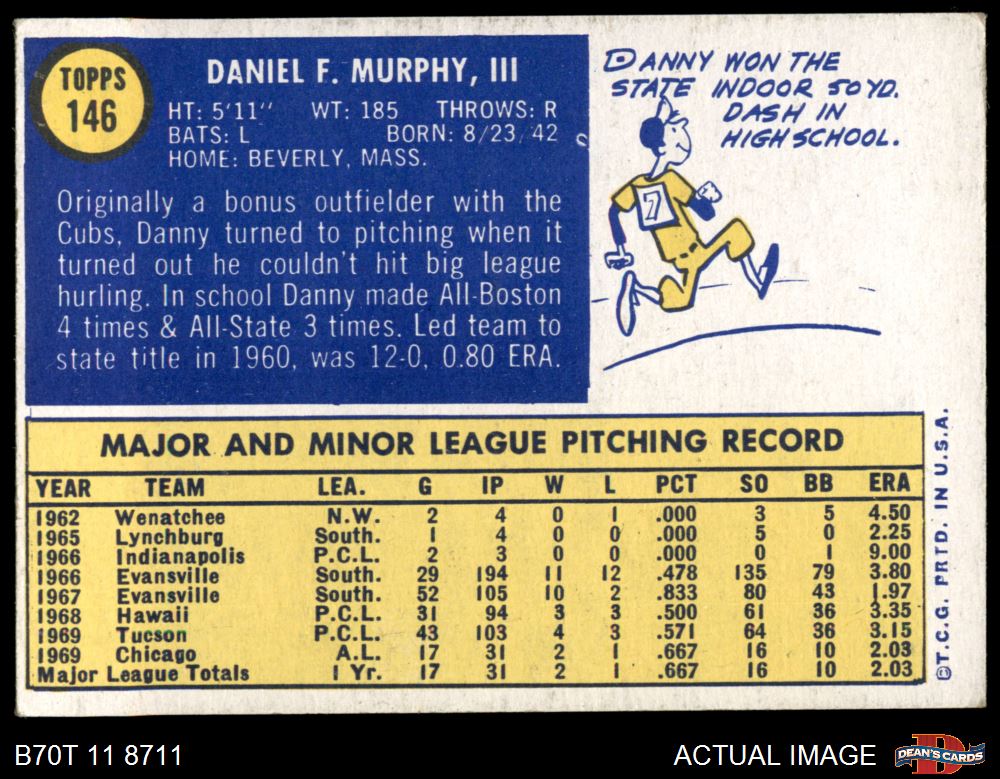 TOPPS
146
DANIEL F. MURPHY, III
HT: 5'11" WT: 185 THROWS: R
BATS: L BORN: 8/23/42
HOME: BEVERLY, MASS.
Originally a bonus outfielder with the
Cubs, Danny turned to pitching when it
turned out he couldn't hit big league
hurling. In school Danny made All-Boston
4 times & All-State 3 times. Led team to
state title in 1960, was 12-0, 0.80 ERA.
DANNY WON THE
STATE INDOOR 50 YD.
DASH IN
HIGH SCHOOL.
7
MAJOR AND MINOR LEAGUE PITCHING RECORD
YEAR TEAM LEA. G IP W L PCT SO BB ERA
1962 Wenatchee N.W. 2 4 0 1 .000 3 5 4.50
1965 Lynchburg South. 1 4 0 0 .000 5 0 2.25
1966 Indianapolis P.C.L. 2 3 0 0 .000 0 1 9.00
1966 Evansville South. 29 194 11 12 .478 135 79 3.80
1967 Evansville South. 52 105 10 2 .833 80 43 1.97
1968 Hawaii P.C.L. 31 94 3 3 .500 61 36 3.35
1969 Tucson P.C.L. 43 103 4 3 .571 64 36 3.15
1969 Chicago A.L. 17 31 2 1 .667 16 10 2.03
Major League Totals 1 Yr. 17 31 2 1 .667 16 10 2.03
©T.C.G. PRTD. IN U.S.A.
B70T 11 8711
ACTUAL IMAGE
D
DEAN'S CARDS